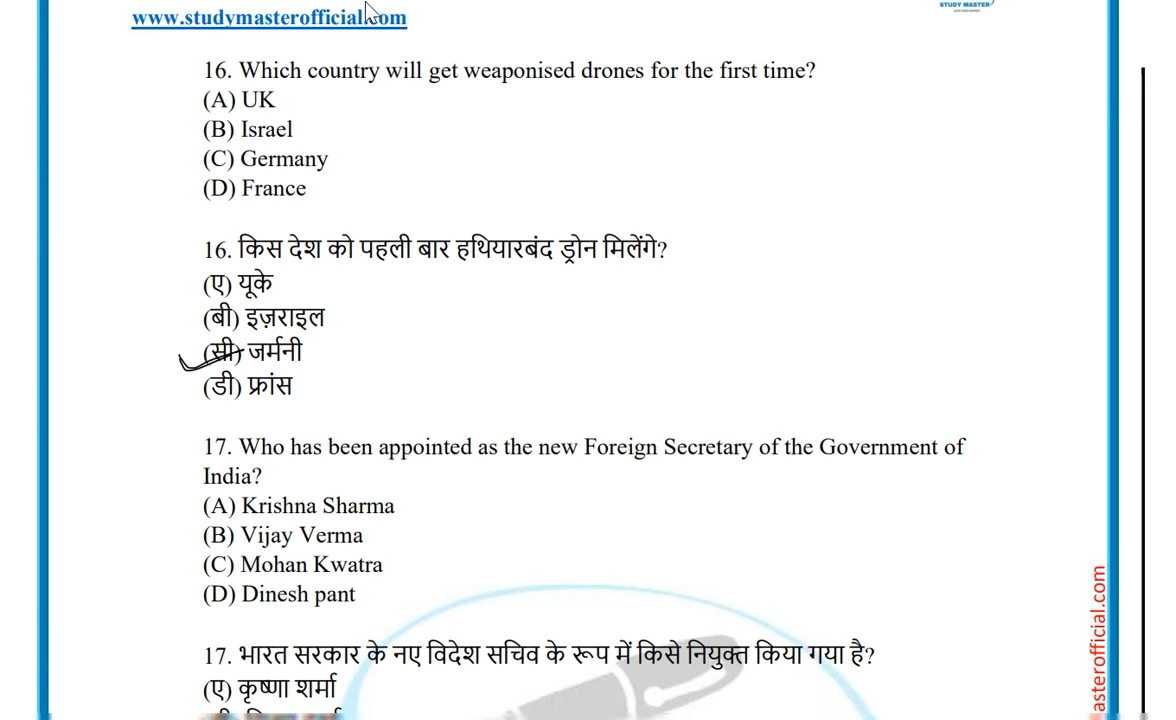 www.studymasterofficial.com
STUDY MASTER
16. Which country will get weaponised drones for the first time?
(A) UK
(B) Israel
(C) Germany
(D) France
16. किस देश को पहली बार हथियारबंद ड्रोन मिलेंगे?
(ए) यूके
(बी) इज़राइल
(सी) जर्मनी
(डी) फ्रांस
17. Who has been appointed as the new Foreign Secretary of the Government of
India?
(A) Krishna Sharma
(B) Vijay Verma
(C) Mohan Kwatra
(D) Dinesh pant
17. भारत सरकार के नए विदेश सचिव के रूप में किसे नियुक्त किया गया है?
(ए) कृष्णा शर्मा
asterofficial.com